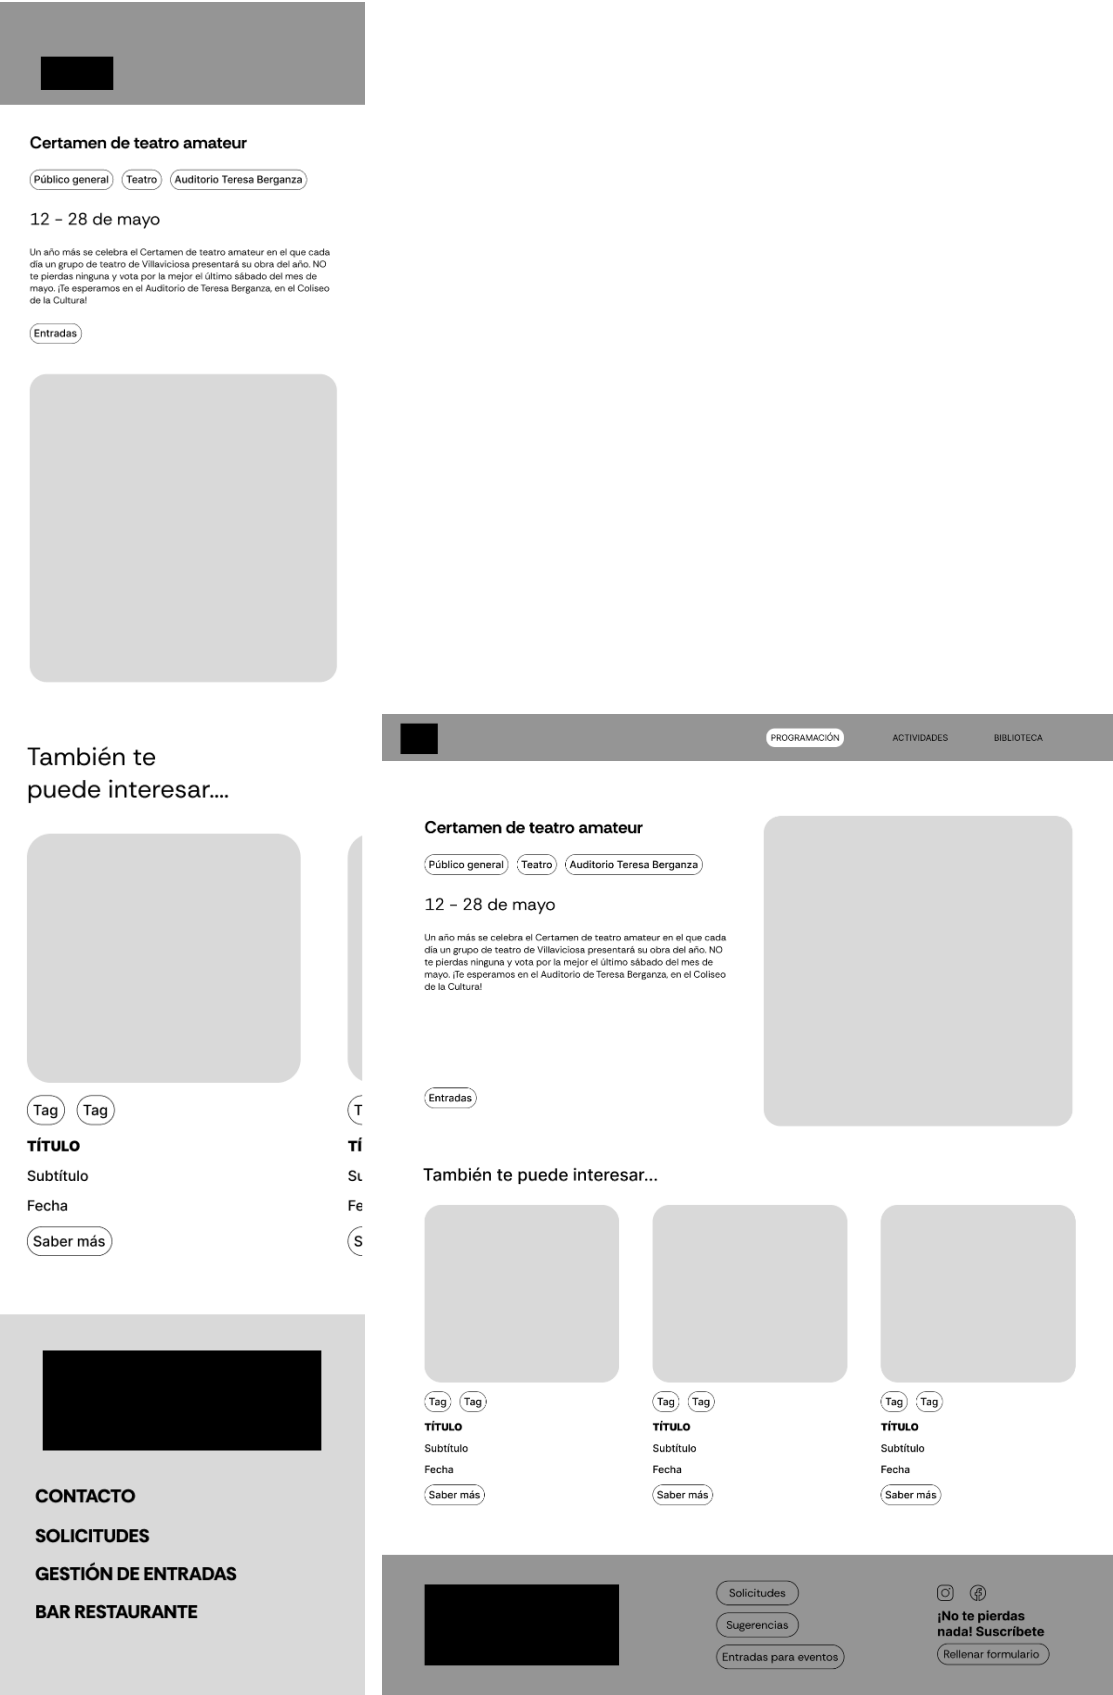 Certamen de teatro amateur
Público general Teatro Auditorio Teresa Berganza
12 - 28 de mayo
Un año más se celebra el Certamen de teatro amateur en el que cada
día un grupo de teatro de Villaviciosa presentará su obra del año. NO
te pierdas ninguna y vota por la mejor el último sábado del mes de
mayo. ¡Te esperamos en el Auditorio de Teresa Berganza, en el Coliseo
de la Cultura!
Entradas
También te
puede interesar....
Tag Tag T
TÍTULO TÍ
Subtítulo Su
Fecha Fe
Saber más S
CONTACTO
SOLICITUDES
GESTIÓN DE ENTRADAS
BAR RESTAURANTE
PROGRAMACIÓN ACTIVIDADES BIBLIOTECA
Certamen de teatro amateur
Público general Teatro Auditorio Teresa Berganza
12 - 28 de mayo
Un año más se celebra el Certamen de teatro amateur en el que cada
día un grupo de teatro de Villaviciosa presentará su obra del año. NO
te pierdas ninguna y vota por la mejor el último sábado del mes de
mayo. ¡Te esperamos en el Auditorio de Teresa Berganza, en el Coliseo
de la Cultura!
Entradas
También te puede interesar...
Tag Tag Tag Tag Tag Tag
TÍTULO TÍTULO TÍTULO
Subtítulo Subtítulo Subtítulo
Fecha Fecha Fecha
Saber más Saber más Saber más
Solicitudes
Sugerencias
Entradas para eventos
¡No te pierdas
nada! Suscríbete
Rellenar formulario